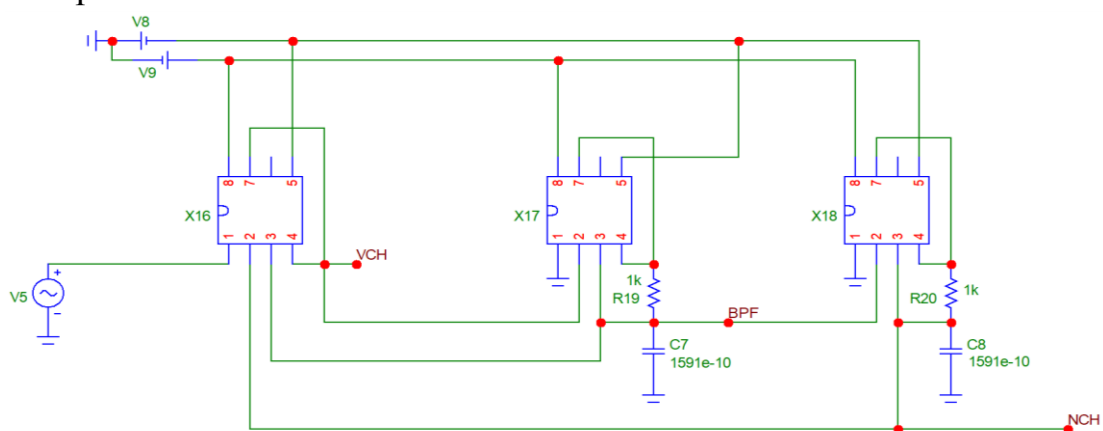 V8
V9
8 7 5
8 7 5
8 7 5
X16
X17
X18
1 2 3 4
1 2 3 4
1 2 3 4
VCH
V5
+
-
1k
R19
R20
1k
BPF
C7
1591e-10
C8
1591e-10
NCH